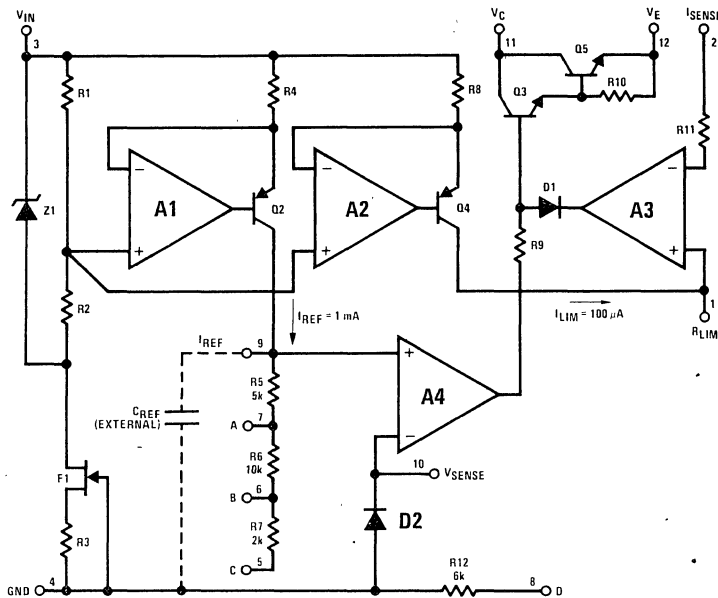 VIN
3
VC
11
VE
12
ISENSE
2
R1
R4
R8
Q5
Q3
R10
R11
Z1
−
A1
+
Q2
−
A2
+
Q4
D1
−
A3
+
R9
R2
IREF = 1 mA
ILIM = 100 μA
1
RLIM
IREF
9
CREF
(EXTERNAL)
R5
5k
A
7
R6
10k
B
6
R7
2k
C
5
+
A4
−
10
VSENSE
D2
F1
R3
GND
4
R12
6k
8
D